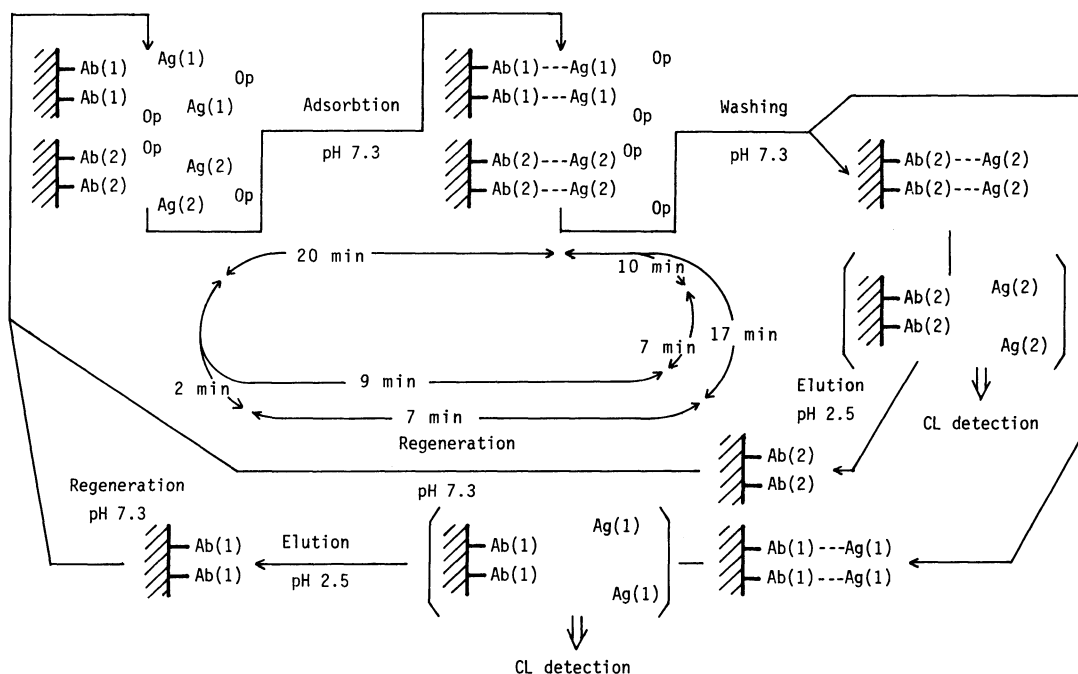 Ab(1)
Ab(1)
Ag(1)
Op
Ag(1)
Op
Ab(2)
Ab(2)
Op
Ag(2)
Ag(2)
Op
Adsorbtion
pH 7.3
Ab(1)---Ag(1)
Ab(1)---Ag(1)
Op
Op
Ab(2)---Ag(2)
Ab(2)---Ag(2)
Op
Op
Washing
pH 7.3
Ab(2)---Ag(2)
Ab(2)---Ag(2)
20 min
10 min
17 min
7 min
2 min
9 min
7 min
Ab(2)
Ab(2)
Ag(2)
Ag(2)
Elution
pH 2.5
CL detection
Ab(2)
Ab(2)
Regeneration
pH 7.3
Ab(1)---Ag(1)
Ab(1)---Ag(1)
Ab(1)
Ab(1)
Ag(1)
Ag(1)
CL detection
Elution
pH 2.5
Ab(1)
Ab(1)
Regeneration
pH 7.3